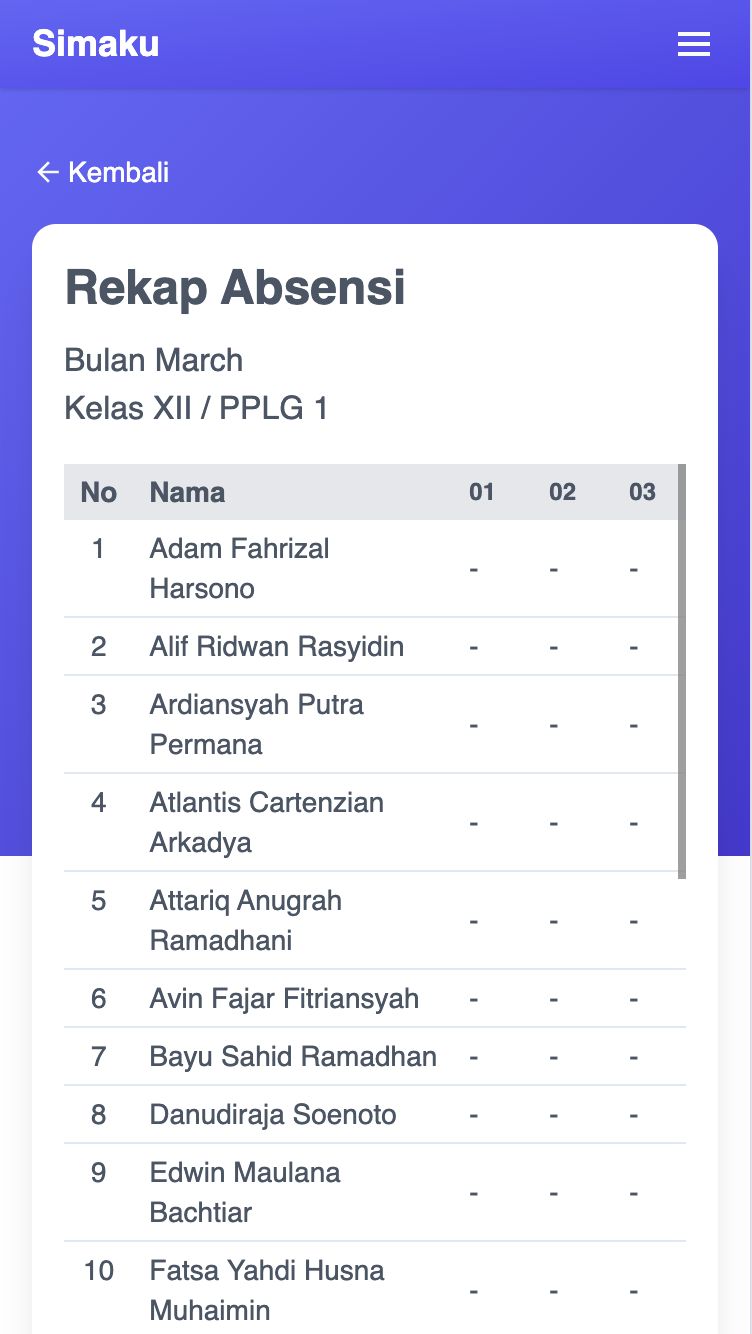 Simaku
← Kembali
Rekap Absensi
Bulan March
Kelas XII / PPLG 1
No Nama 01 02 03
1 Adam Fahrizal
Harsono - - -
2 Alif Ridwan Rasyidin - - -
3 Ardiansyah Putra
Permana - - -
4 Atlantis Cartenzian
Arkadya - - -
5 Attariq Anugrah
Ramadhani - - -
6 Avin Fajar Fitriansyah - - -
7 Bayu Sahid Ramadhan - - -
8 Danudiraja Soenoto - - -
9 Edwin Maulana
Bachtiar - - -
10 Fatsa Yahdi Husna
Muhaimin - - -